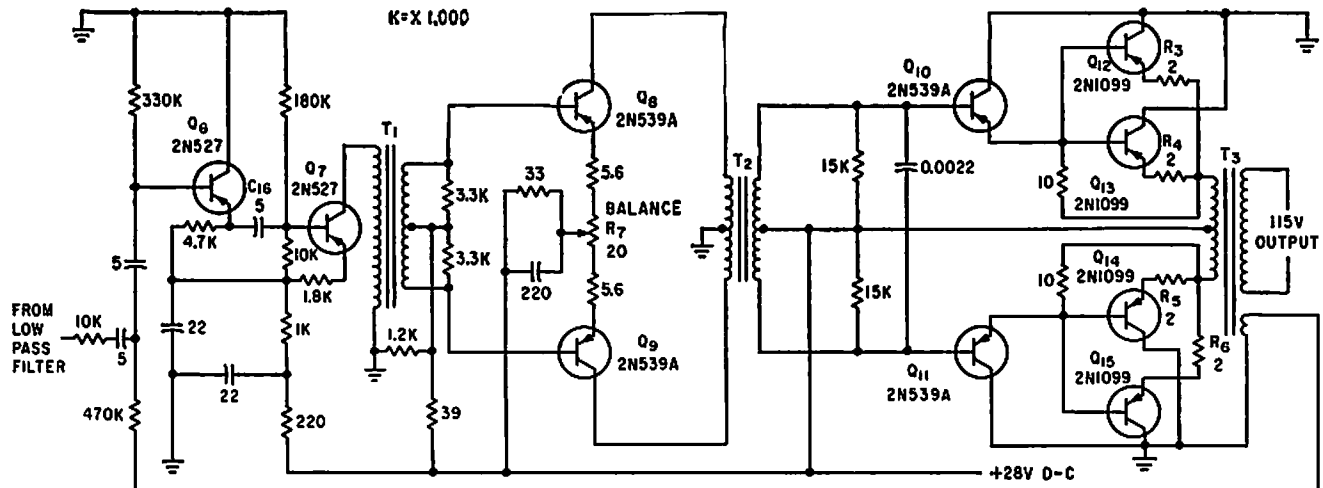 K=X 1,000
330K
180K
Q6
2N527
Q7
2N527
C16
5
4.7K
10K
1.8K
5
22
1K
FROM
LOW
PASS
FILTER
10K
5
22
470K
220
T1
3.3K
3.3K
1.2K
39
Q8
2N539A
5.6
33
BALANCE
R7
20
220
5.6
Q9
2N539A
T2
15K
0.0022
15K
Q10
2N539A
Q12
2N1099
R3
2
R4
2
10
Q13
2N1099
T3
115V
OUTPUT
Q14
2N1099
10
R5
2
R6
2
Q15
2N1099
Q11
2N539A
+28V D-C